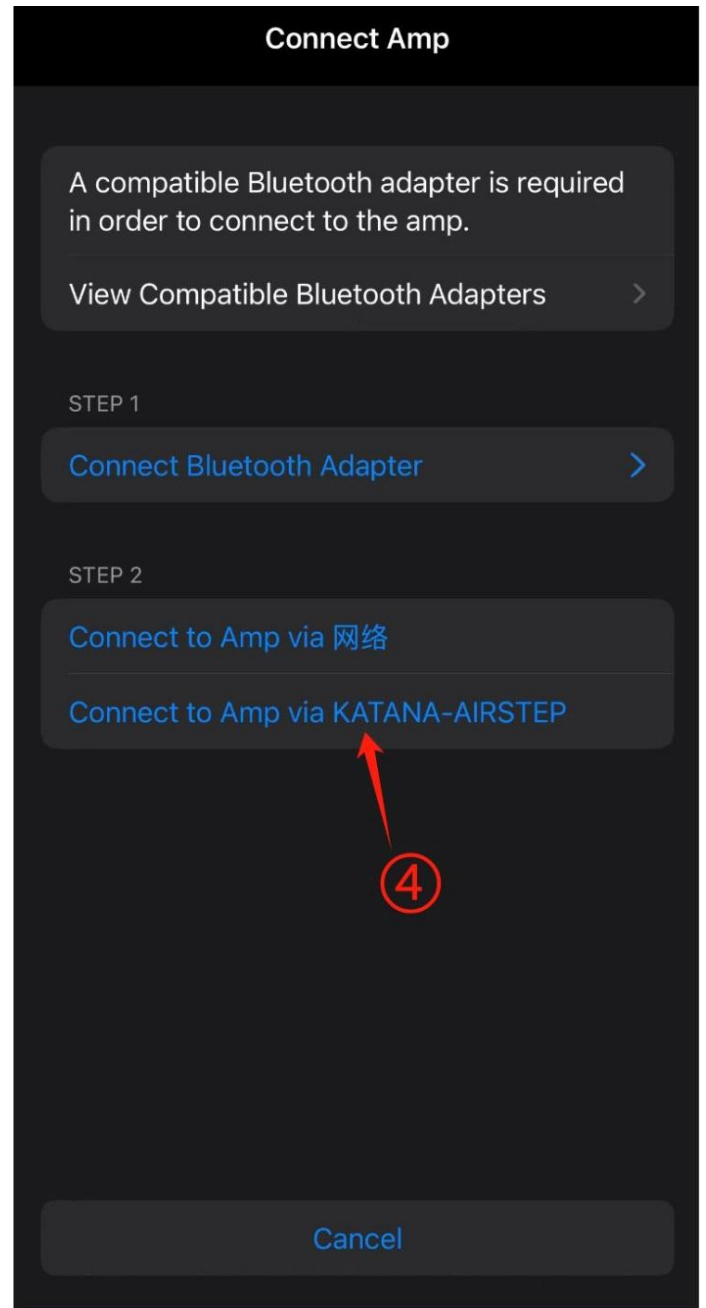 Connect Amp
A compatible Bluetooth adapter is required
in order to connect to the amp.
View Compatible Bluetooth Adapters
STEP 1
Connect Bluetooth Adapter
STEP 2
Connect to Amp via 网络
Connect to Amp via KATANA-AIRSTEP
④
Cancel